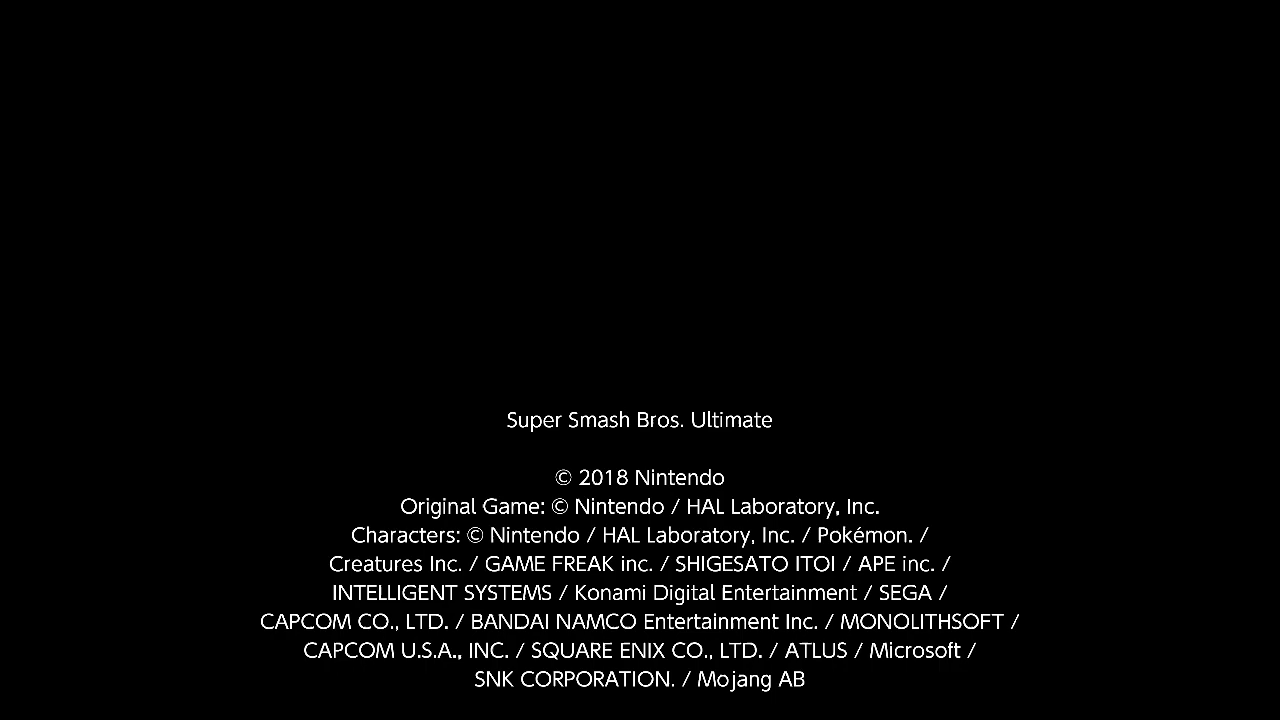 Super Smash Bros. Ultimate
© 2018 Nintendo
Original Game: © Nintendo / HAL Laboratory, Inc.
Characters: © Nintendo / HAL Laboratory, Inc. / Pokémon. /
Creatures Inc. / GAME FREAK inc. / SHIGESATO ITOI / APE inc. /
INTELLIGENT SYSTEMS / Konami Digital Entertainment / SEGA /
CAPCOM CO., LTD. / BANDAI NAMCO Entertainment Inc. / MONOLITHSOFT /
CAPCOM U.S.A., INC. / SQUARE ENIX CO., LTD. / ATLUS / Microsoft /
SNK CORPORATION. / Mojang AB